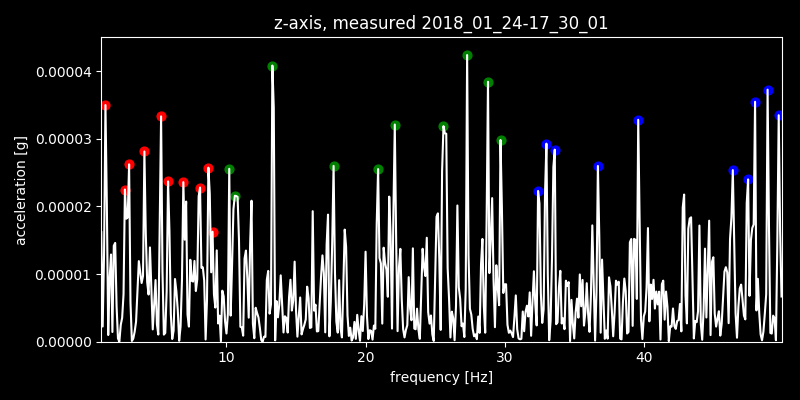 z-axis, measured 2018_01_24-17_30_01
0.00004
0.00003
0.00002
0.00001
0.00000
acceleration [g]
10 20 30 40
frequency [Hz]